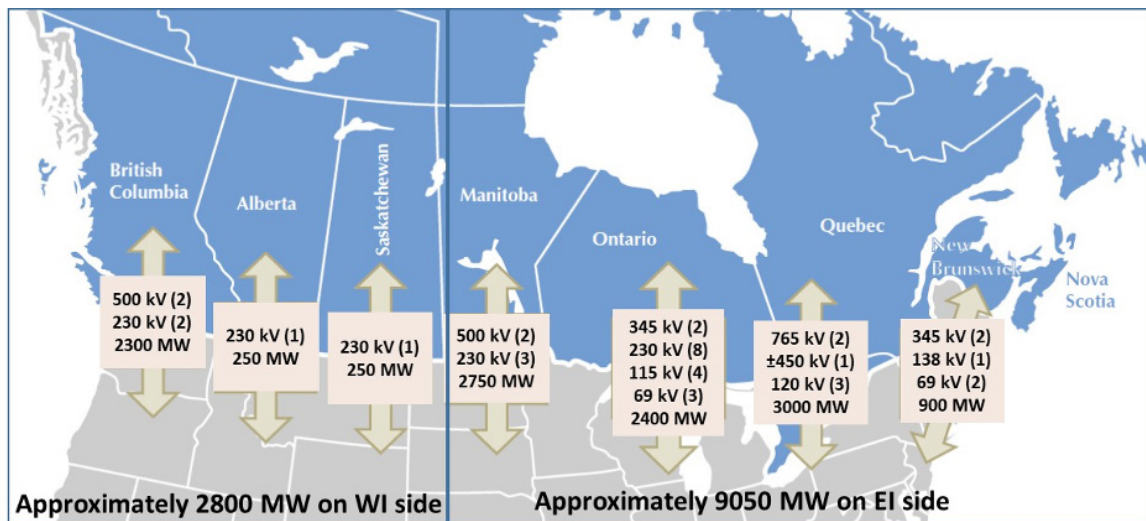 British
Columbia
Alberta
Saskatchewan
Manitoba
Ontario
Quebec
New
Brunswick
Nova
Scotia
500 kV (2)
230 kV (2)
2300 MW
230 kV (1)
250 MW
230 kV (1)
250 MW
500 kV (2)
230 kV (3)
2750 MW
345 kV (2)
230 kV (8)
115 kV (4)
69 kV (3)
2400 MW
765 kV (2)
±450 kV (1)
120 kV (3)
3000 MW
345 kV (2)
138 kV (1)
69 kV (2)
900 MW
Approximately 2800 MW on WI side
Approximately 9050 MW on EI side